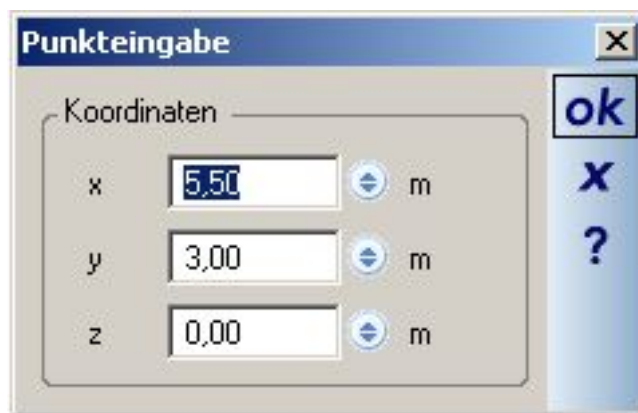 Punkteingabe
Koordinaten
x 5,50 m
y 3,00 m
z 0,00 m
ok
x
?